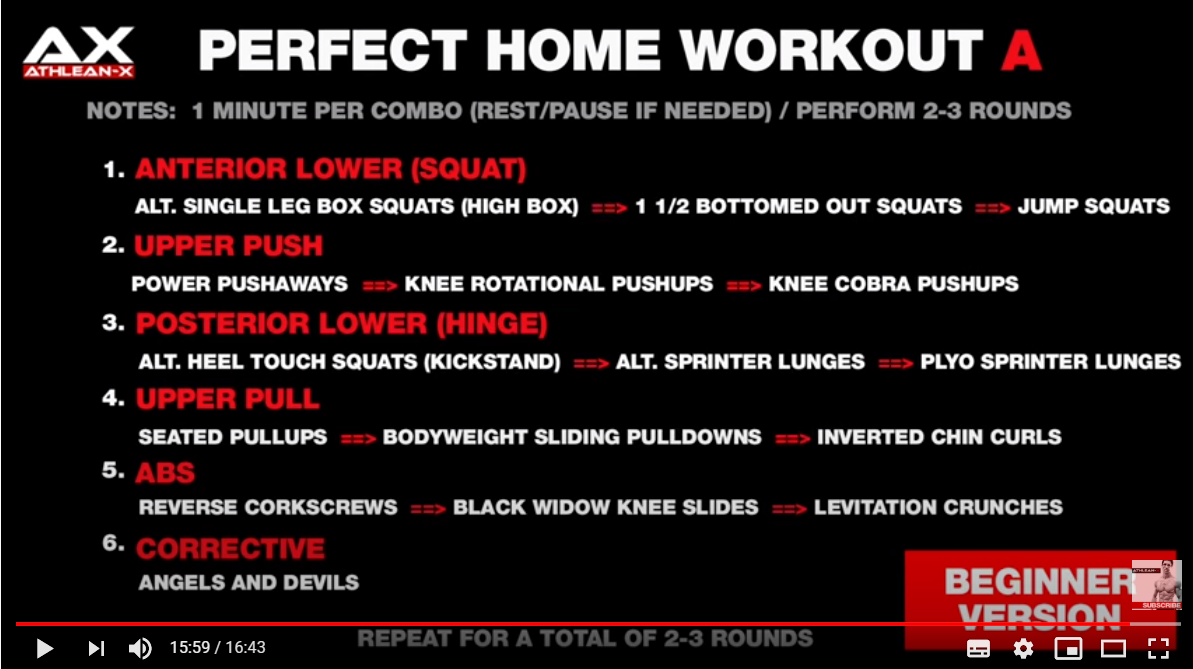 AX
ATHLEAN-X
PERFECT HOME WORKOUT A
NOTES: 1 MINUTE PER COMBO (REST/PAUSE IF NEEDED) / PERFORM 2-3 ROUNDS
1. ANTERIOR LOWER (SQUAT)
ALT. SINGLE LEG BOX SQUATS (HIGH BOX) ==> 1 1/2 BOTTOMED OUT SQUATS ==> JUMP SQUATS
2. UPPER PUSH
POWER PUSHAWAYS ==> KNEE ROTATIONAL PUSHUPS ==> KNEE COBRA PUSHUPS
3. POSTERIOR LOWER (HINGE)
ALT. HEEL TOUCH SQUATS (KICKSTAND) ==> ALT. SPRINTER LUNGES ==> PLYO SPRINTER LUNGES
4. UPPER PULL
SEATED PULLUPS ==> BODYWEIGHT SLIDING PULLDOWNS ==> INVERTED CHIN CURLS
5. ABS
REVERSE CORKSCREWS ==> BLACK WIDOW KNEE SLIDES ==> LEVITATION CRUNCHES
6. CORRECTIVE
ANGELS AND DEVILS
BEGINNER
VERSION
ATHLEAN-X
SUBSCRIBE
REPEAT FOR A TOTAL OF 2-3 ROUNDS
15:59 / 16:43